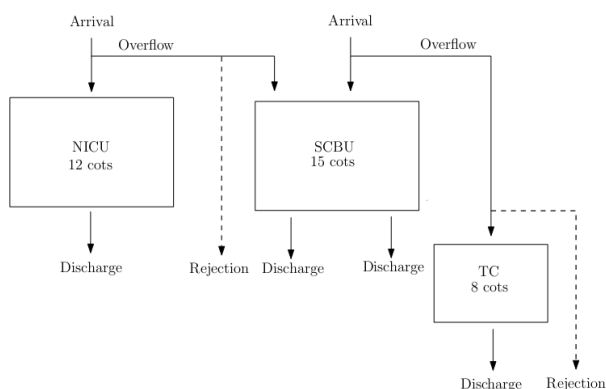 Arrival
Arrival
Overflow
Overflow
NICU
12 cots
SCBU
15 cots
Discharge
Rejection
Discharge
Discharge
TC
8 cots
Discharge
Rejection